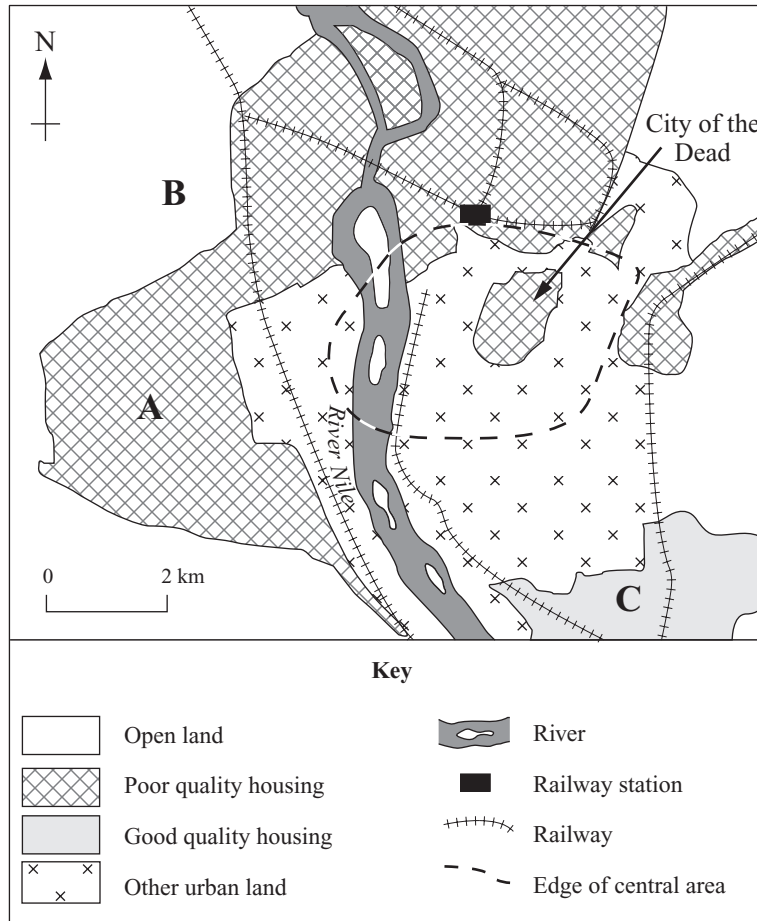 N
City of the
Dead
B
A
River Nile
0 2 km
C
Key
Open land
Poor quality housing
Good quality housing
Other urban land
River
Railway station
Railway
Edge of central area